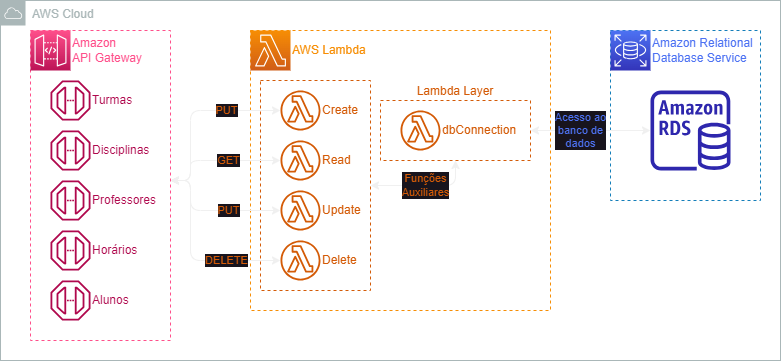 AWS Cloud
Amazon
API Gateway
Turmas
Disciplinas
Professores
Horários
Alunos
PUT
GET
PUT
DELETE
AWS Lambda
Create
Read
Update
Delete
Lambda Layer
dbConnection
Funções
Auxiliares
Acesso ao
banco de
dados
Amazon Relational
Database Service
Amazon
RDS